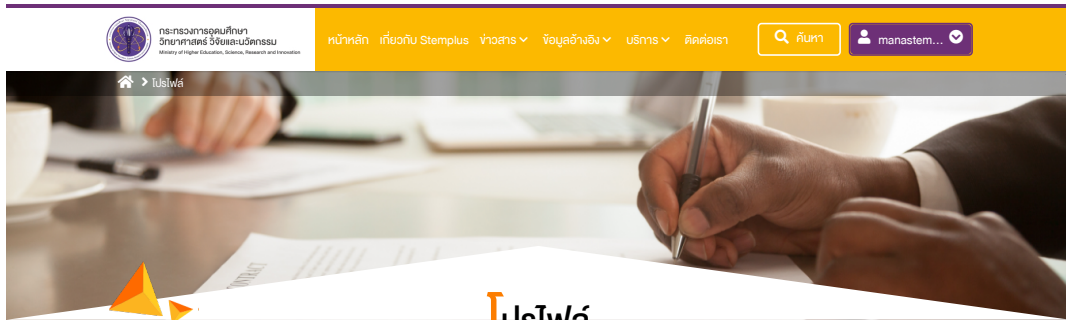 กระทรวงการอุดมศึกษา
วิทยาศาสตร์ วิจัยและนวัตกรรม
Ministry of Higher Education, Science, Research and Innovation
หน้าหลัก เกี่ยวกับ Stemplus ข่าวสาร ข้อมูลอ้างอิง บริการ ติดต่อเรา ค้นหา manastem...
โปรไฟล์
CONTRACT
โปรไฟล์